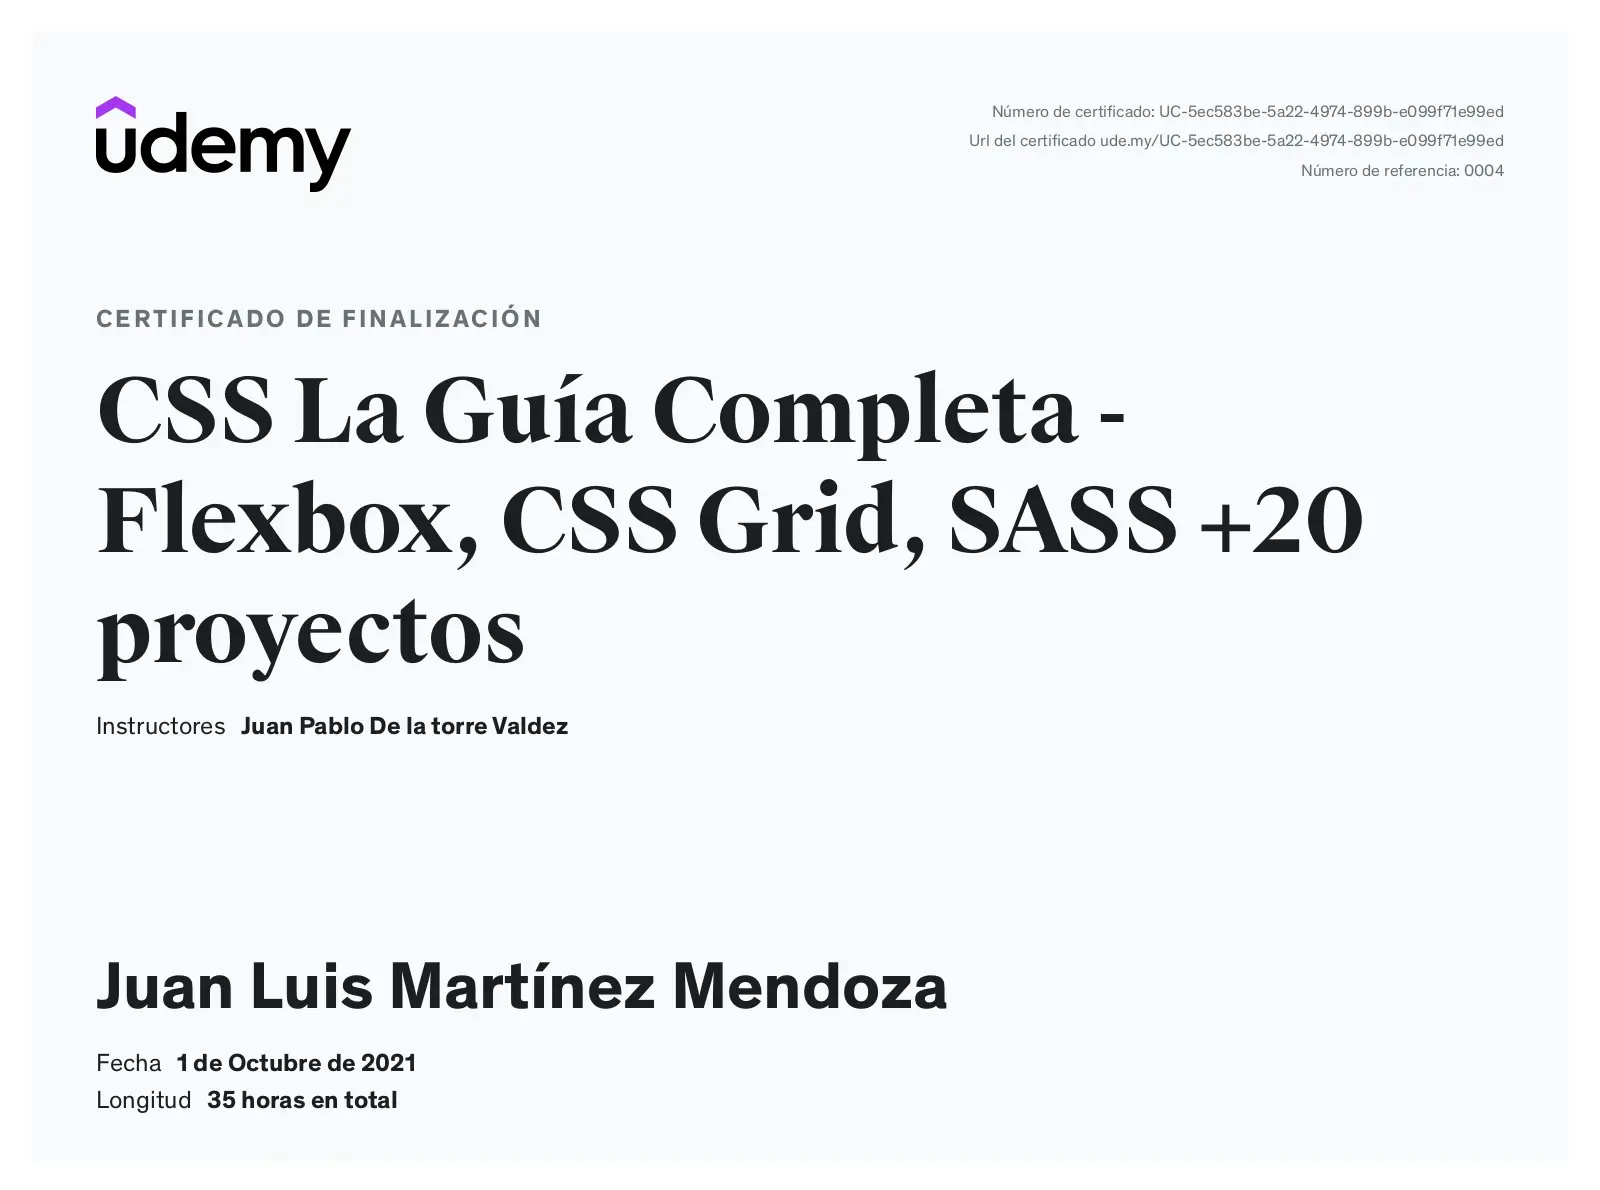 udemy
Número de certificado: UC-5ec583be-5a22-4974-899b-e099f71e99ed
Url del certificado ude.my/UC-5ec583be-5a22-4974-899b-e099f71e99ed
Número de referencia: 0004
CERTIFICADO DE FINALIZACIÓN
CSS La Guía Completa -
Flexbox, CSS Grid, SASS +20
proyectos
Instructores Juan Pablo De la torre Valdez
Juan Luis Martínez Mendoza
Fecha 1 de Octubre de 2021
Longitud 35 horas en total